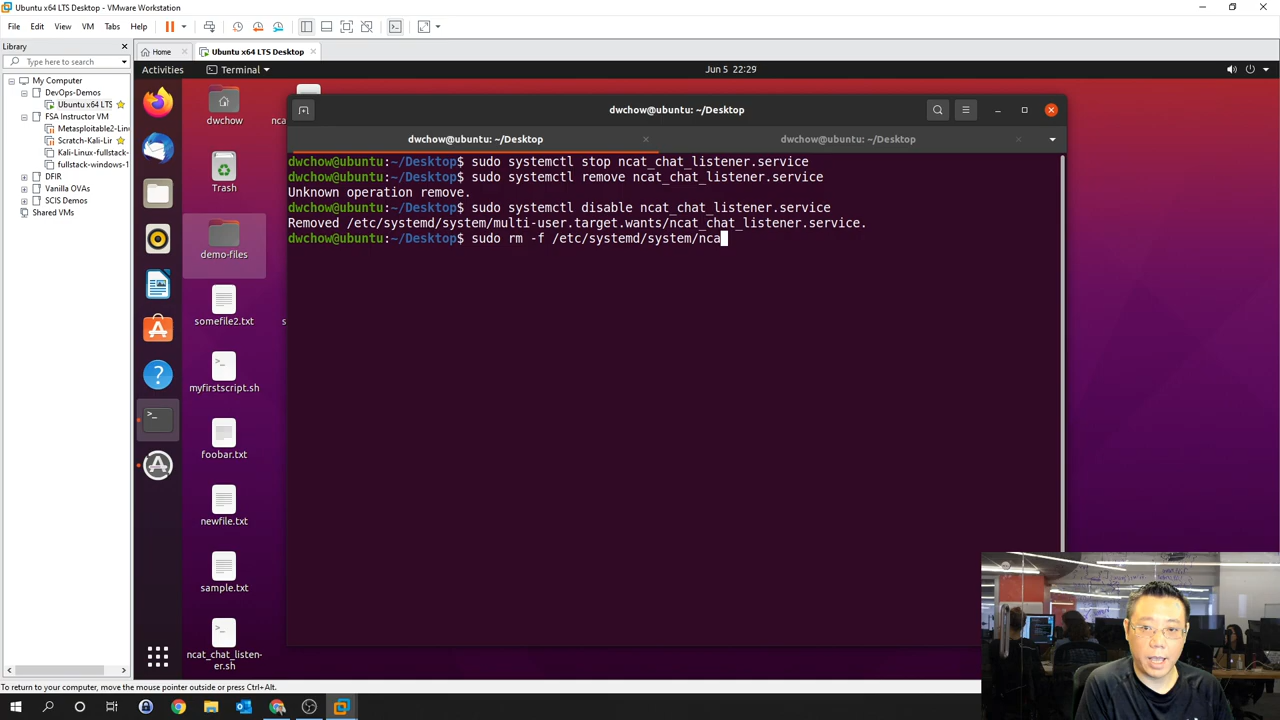 Ubuntu x64 LTS Desktop - VMware Workstation
File Edit View VM Tabs Help
Library
Type here to search
My Computer
DevOps-Demos
Ubuntu x64 LTS
FSA Instructor VM
Metasploitable2-Lin
Scratch-Kali-Lir
Kali-Linux-fullstack-
fullstack-windows-1
DFIR
Vanilla OVAs
SCIS Demos
Shared VMs
Home
Ubuntu x64 LTS Desktop
Activities
Terminal
Jun 5 22:29
dwchow
Trash
demo-files
somefile2.txt
myfirstscript.sh
foobar.txt
newfile.txt
sample.txt
ncat_chat_listen-
er.sh
nca
s
dwchow@ubuntu: ~/Desktop
dwchow@ubuntu: ~/Desktop
dwchow@ubuntu: ~/Desktop
dwchow@ubuntu:~/Desktop$ sudo systemctl stop ncat_chat_listener.service
dwchow@ubuntu:~/Desktop$ sudo systemctl remove ncat_chat_listener.service
Unknown operation remove.
dwchow@ubuntu:~/Desktop$ sudo systemctl disable ncat_chat_listener.service
Removed /etc/systemd/system/multi-user.target.wants/ncat_chat_listener.service.
dwchow@ubuntu:~/Desktop$ sudo rm -f /etc/systemd/system/nca
To return to your computer, move the mouse pointer outside or press Ctrl+Alt.